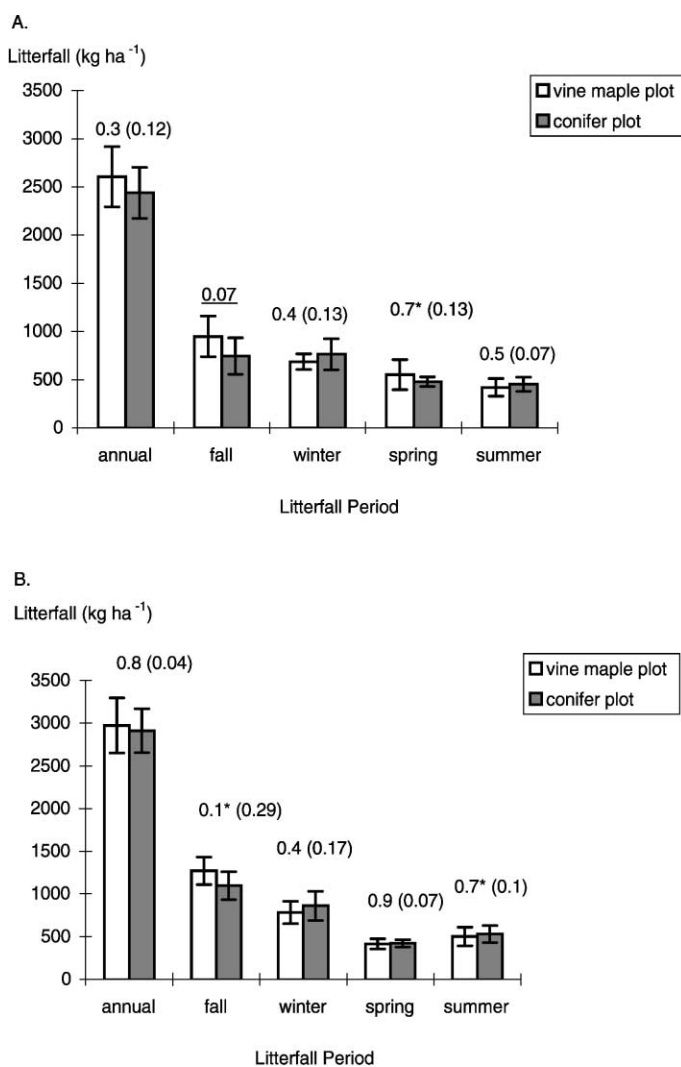 A.
Litterfall (kg ha -1)
vine maple plot
conifer plot
3500
3000
2500
2000
1500
1000
500
0
0.3 (0.12)
0.07
0.4 (0.13)
0.7* (0.13)
0.5 (0.07)
annual fall winter spring summer
Litterfall Period
B.
Litterfall (kg ha -1)
vine maple plot
conifer plot
3500
3000
2500
2000
1500
1000
500
0
0.8 (0.04)
0.1* (0.29)
0.4 (0.17)
0.9 (0.07)
0.7* (0.1)
annual fall winter spring summer
Litterfall Period